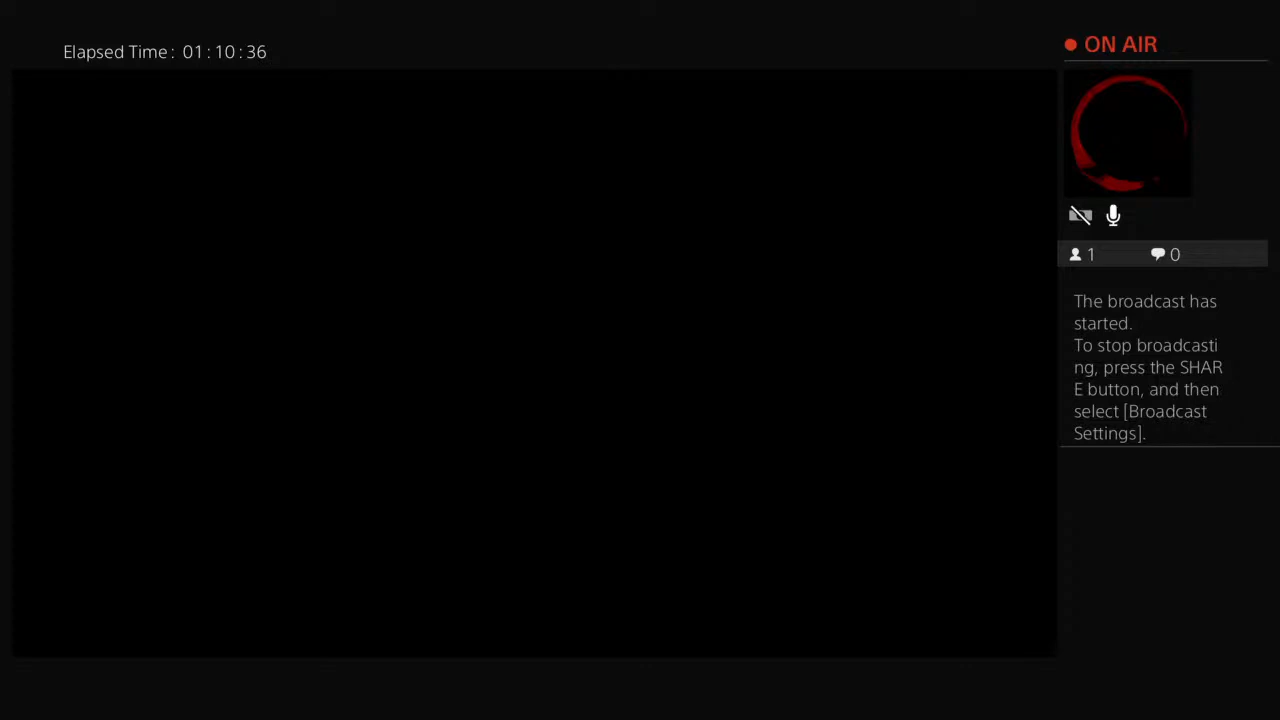 Elapsed Time: 01:10:36
ON AIR
1 0
The broadcast has
started.
To stop broadcasti
ng, press the SHAR
E button, and then
select [Broadcast
Settings].